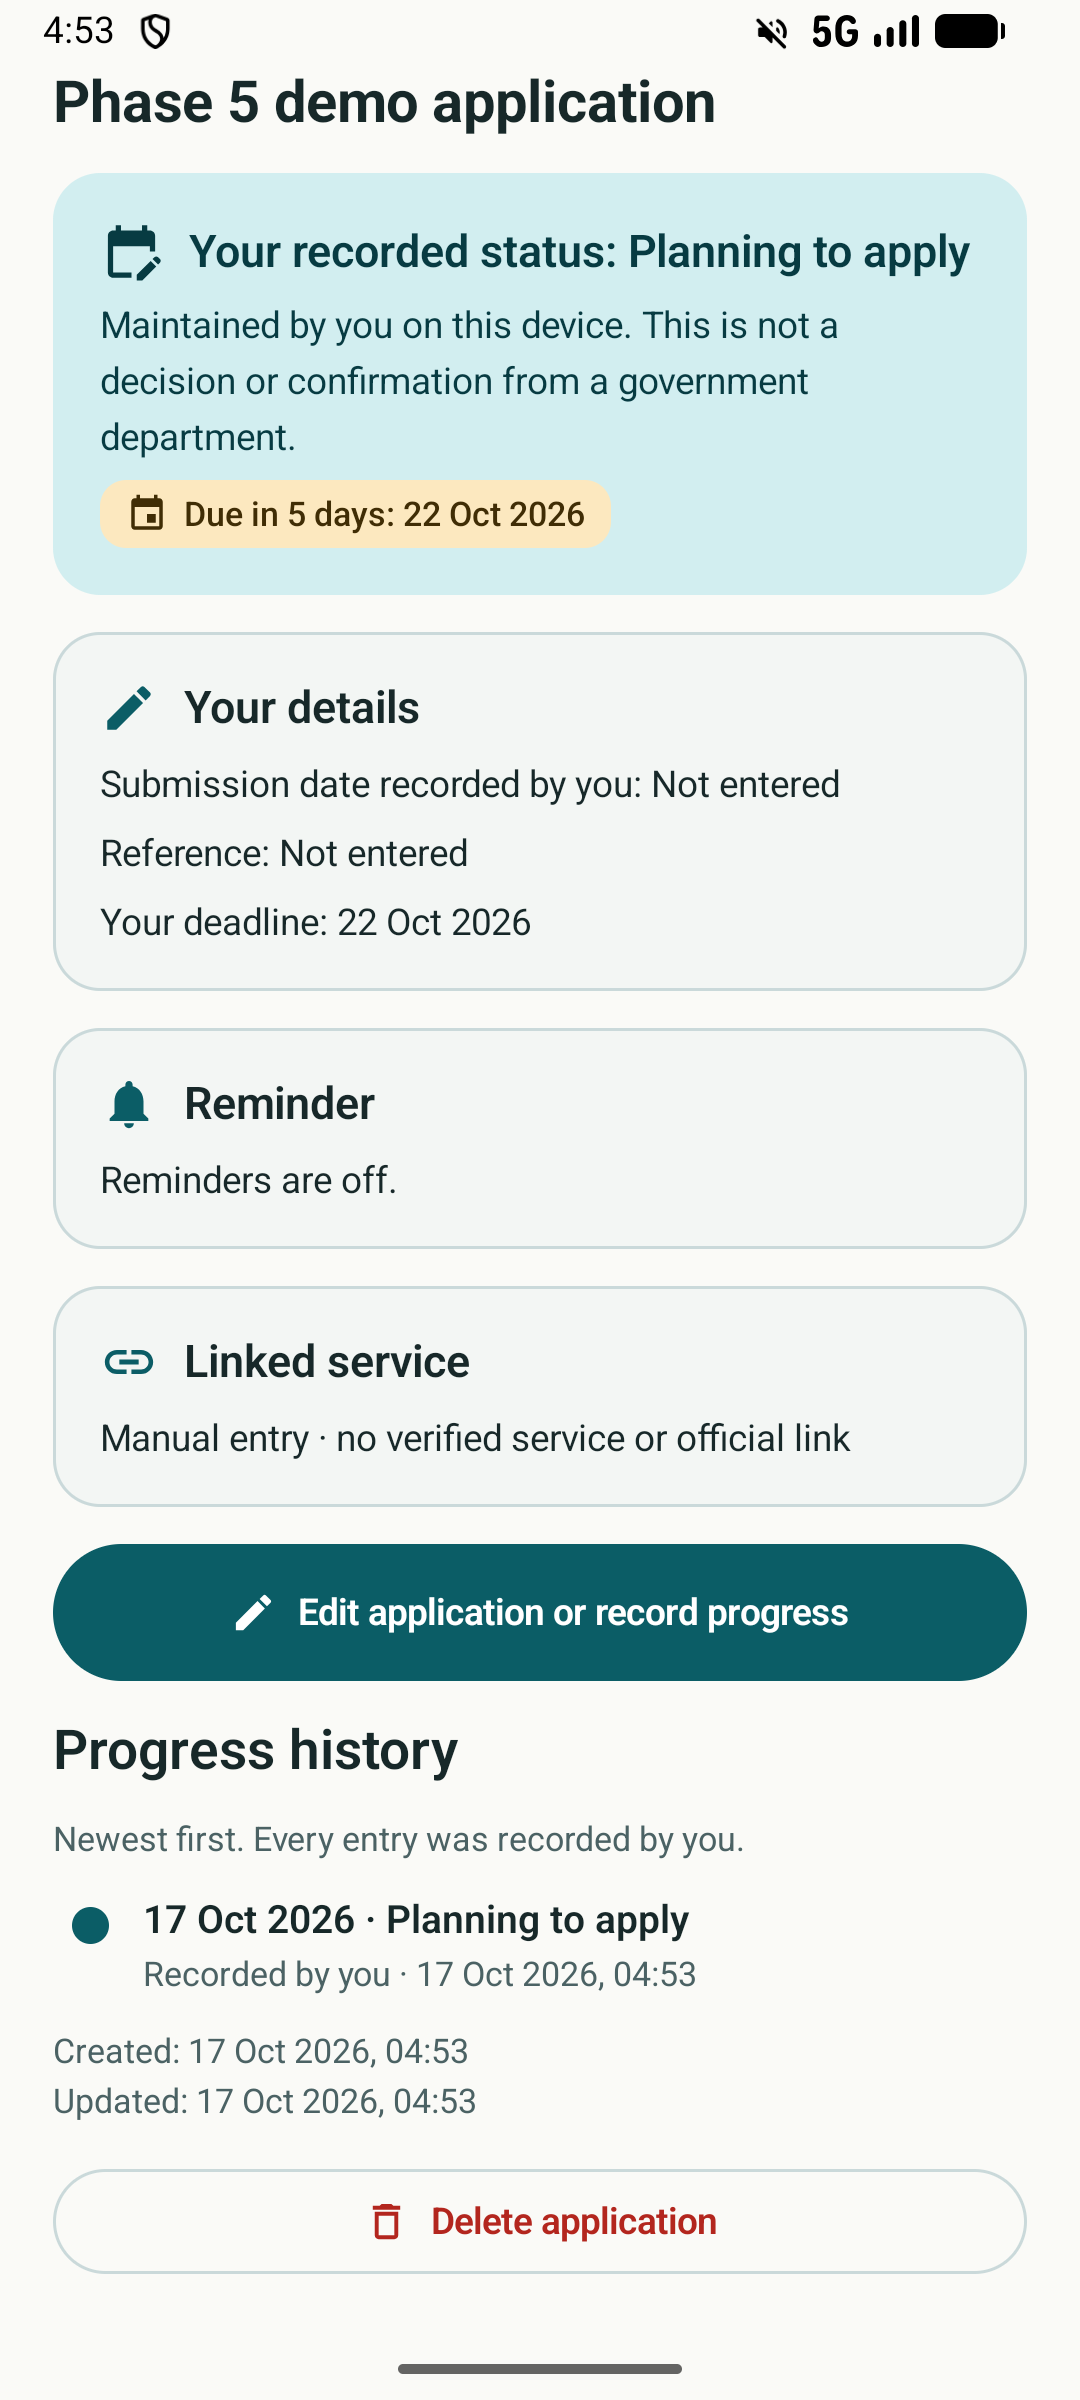 4:53
5G
Phase 5 demo application
Your recorded status: Planning to apply
Maintained by you on this device. This is not a
decision or confirmation from a government
department.
Due in 5 days: 22 Oct 2026
Your details
Submission date recorded by you: Not entered
Reference: Not entered
Your deadline: 22 Oct 2026
Reminder
Reminders are off.
Linked service
Manual entry · no verified service or official link
Edit application or record progress
Progress history
Newest first. Every entry was recorded by you.
17 Oct 2026 · Planning to apply
Recorded by you · 17 Oct 2026, 04:53
Created: 17 Oct 2026, 04:53
Updated: 17 Oct 2026, 04:53
Delete application